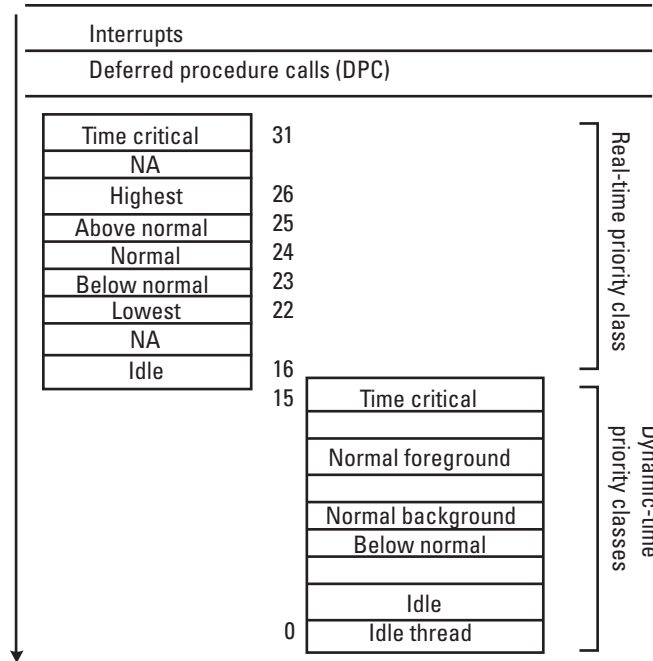 Interrupts
Deferred procedure calls (DPC)
Time critical 31
NA
Highest 26
Above normal 25
Normal 24
Below normal 23
Lowest 22
NA
Idle 16
Real-time priority class
15 Time critical
Normal foreground
Normal background
Below normal
Idle
0 Idle thread
Dynamic-time
priority classes